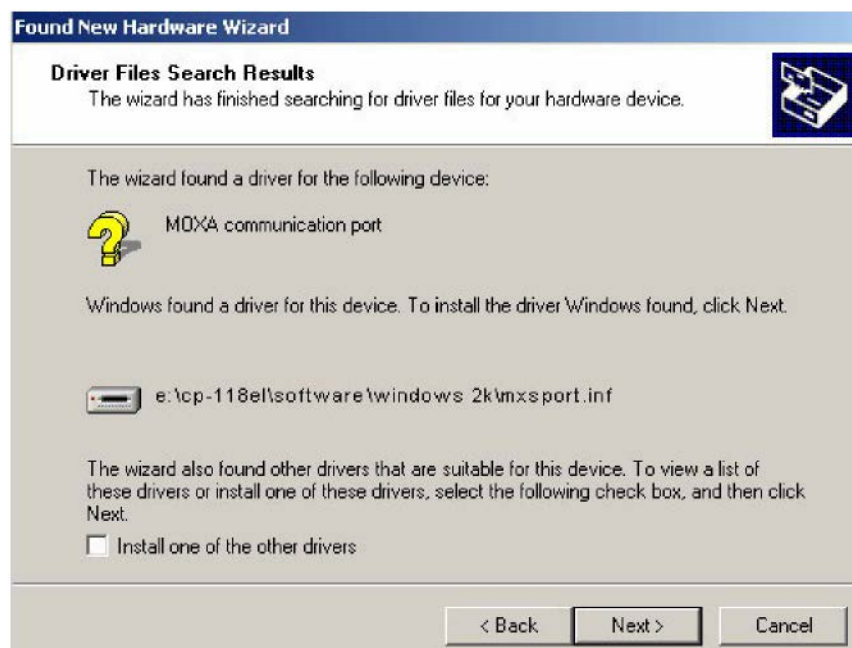 Found New Hardware Wizard
Driver Files Search Results
The wizard has finished searching for driver files for your hardware device.
The wizard found a driver for the following device:
MOXA communication port
Windows found a driver for this device. To install the driver Windows found, click Next.
e:\cp-118el\software\windows 2k\mxsport.inf
The wizard also found other drivers that are suitable for this device. To view a list of
these drivers or install one of these drivers, select the following check box, and then click
Next.
Install one of the other drivers
< Back
Next >
Cancel